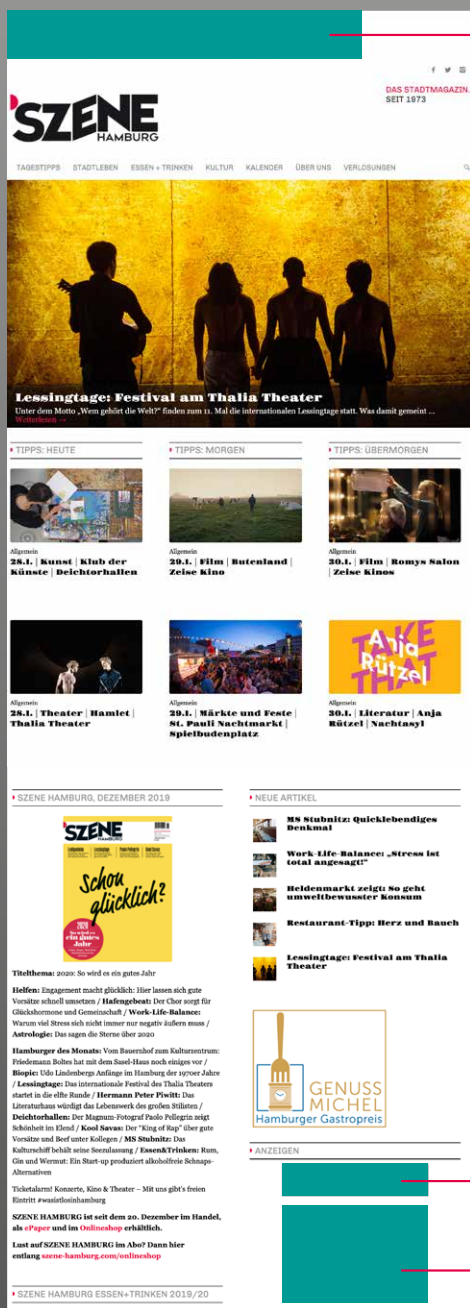 DAS STADTMAGAZIN.
SEIT 1973
SZENE
HAMBURG
TAGESTIPPS STADTLEBEN ESSEN + TRINKEN KULTUR KALENDER ÜBER UNS VERLOSUNGEN
Lessingtage: Festival am Thalia Theater
Unter dem Motto „Wem gehört die Welt?“ finden zum 11. Mal die internationalen Lessingtage statt. Was damit gemeint ...
Weiterlesen →
TIPPS: HEUTE
TIPPS: MORGEN
TIPPS: ÜBERMORGEN
Allgemein
28.1. | Kunst | Klub der
Künste | Deichtorhallen
Allgemein
29.1. | Film | Butenland |
Zeise Kino
Allgemein
30.1. | Film | Romys Salon
| Zeise Kinos
Anja
Rützel
TAKE
THAT
Allgemein
28.1. | Theater | Hamlet |
Thalia Theater
Allgemein
29.1. | Märkte und Feste |
St. Pauli Nachtmarkt |
Spielbudenplatz
Allgemein
30.1. | Literatur | Anja
Rützel | Nachtasyl
SZENE HAMBURG, DEZEMBER 2019
SZENE
HAMBURG
Schon
glücklich?
2020
So wird es
ein gutes
Jahr
Titelthema: 2020: So wird es ein gutes Jahr
Helfen: Engagement macht glücklich: Hier lassen sich gute
Vorsätze schnell umsetzen / Hafengebeat: Der Chor sorgt für
Glückshormone und Gemeinschaft / Work-Life-Balance:
Warum viel Stress sich nicht immer nur negativ äußern muss /
Astrologie: Das sagen die Sterne über 2020
Hamburger des Monats: Vom Bauernhof zum Kulturzentrum:
Friedemann Boltes hat mit dem Sasel-Haus noch einiges vor /
Biopic: Udo Lindenbergs Anfänge im Hamburg der 1970er Jahre
/ Lessingtage: Das internationale Festival des Thalia Theaters
startet in die elfte Runde / Hermann Peter Piwitt: Das
Literaturhaus würdigt das Lebenswerk des großen Stilisten /
Deichtorhallen: Der Magnum-Fotograf Paolo Pellegrin zeigt
Schönheit im Elend / Kool Savas: Der "King of Rap" über gute
Vorsätze und Beef unter Kollegen / MS Stubnitz: Das
Kulturschiff behält seine Seezulassung / Essen&Trinken: Rum,
Gin und Wermut: Ein Start-up produziert alkoholfreie Schnaps-
Alternativen
Ticketalarm! Konzerte, Kino & Theater – Mit uns gibt's freien
Eintritt #wasistlosinhamburg
SZENE HAMBURG ist seit dem 20. Dezember im Handel,
als ePaper und im Onlineshop erhältlich.
Lust auf SZENE HAMBURG im Abo? Dann hier
entlang szene-hamburg.com/onlineshop
SZENE HAMBURG ESSEN+TRINKEN 2019/20
NEUE ARTIKEL
MS Stubnitz: Quicklebendiges
Denkmal
Work-Life-Balance: „Stress ist
total angesagt!“
Heldenmarkt zeigt: So geht
umweltbewusster Konsum
Restaurant-Tipp: Herz und Bauch
Lessingtage: Festival am Thalia
Theater
GENUSS
MICHEL
Hamburger Gastropreis
ANZEIGEN